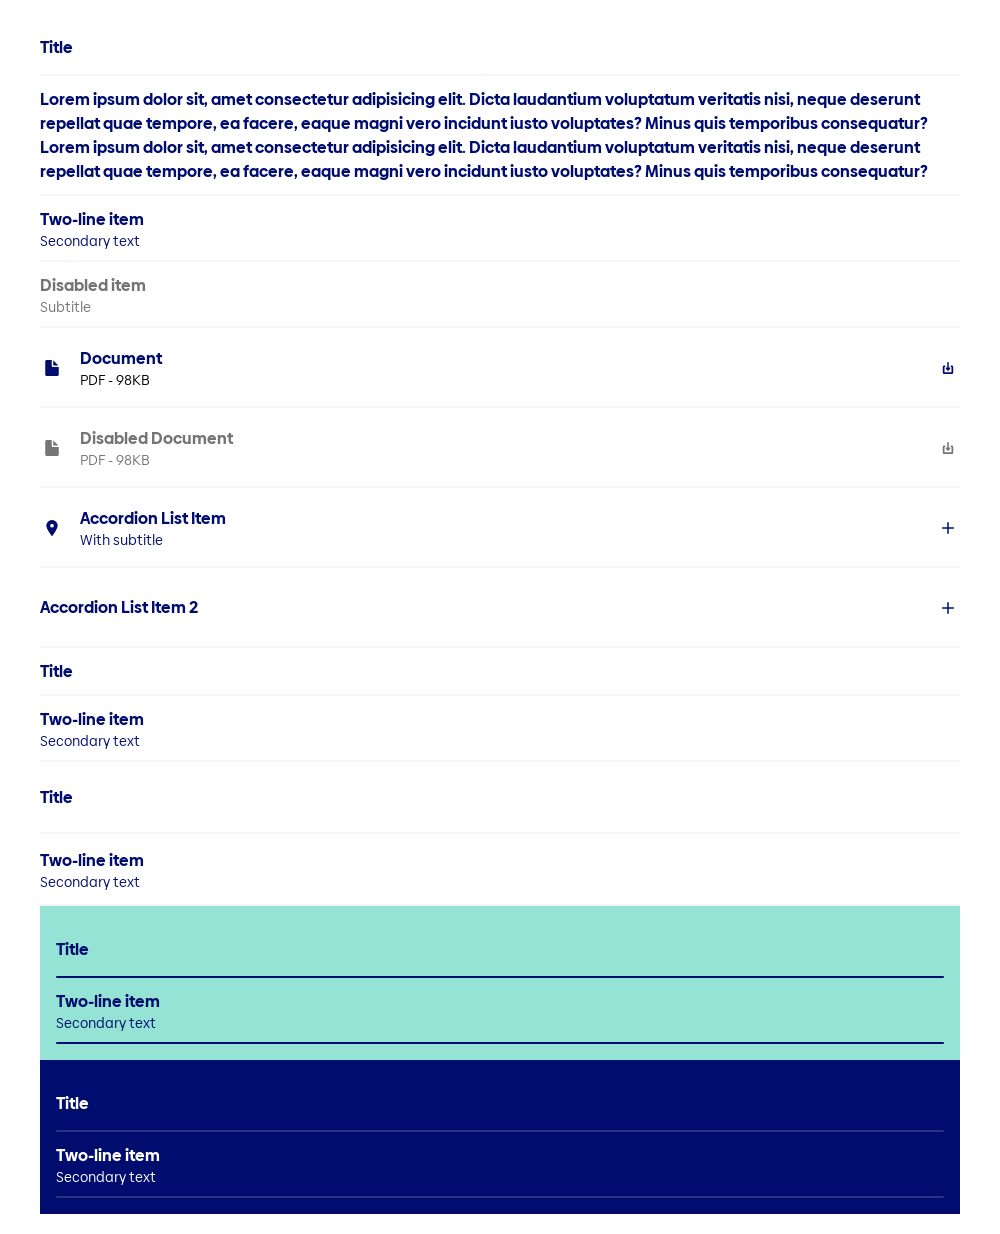 Title
Lorem ipsum dolor sit, amet consectetur adipisicing elit. Dicta laudantium voluptatum veritatis nisi, neque deserunt
repellat quae tempore, ea facere, eaque magni vero incidunt iusto voluptates? Minus quis temporibus consequatur?
Lorem ipsum dolor sit, amet consectetur adipisicing elit. Dicta laudantium voluptatum veritatis nisi, neque deserunt
repellat quae tempore, ea facere, eaque magni vero incidunt iusto voluptates? Minus quis temporibus consequatur?
Two-line item
Secondary text
Disabled item
Subtitle
Document
PDF - 98KB
Disabled Document
PDF - 98KB
Accordion List Item
With subtitle
Accordion List Item 2
Title
Two-line item
Secondary text
Title
Two-line item
Secondary text
Title
Two-line item
Secondary text
Title
Two-line item
Secondary text